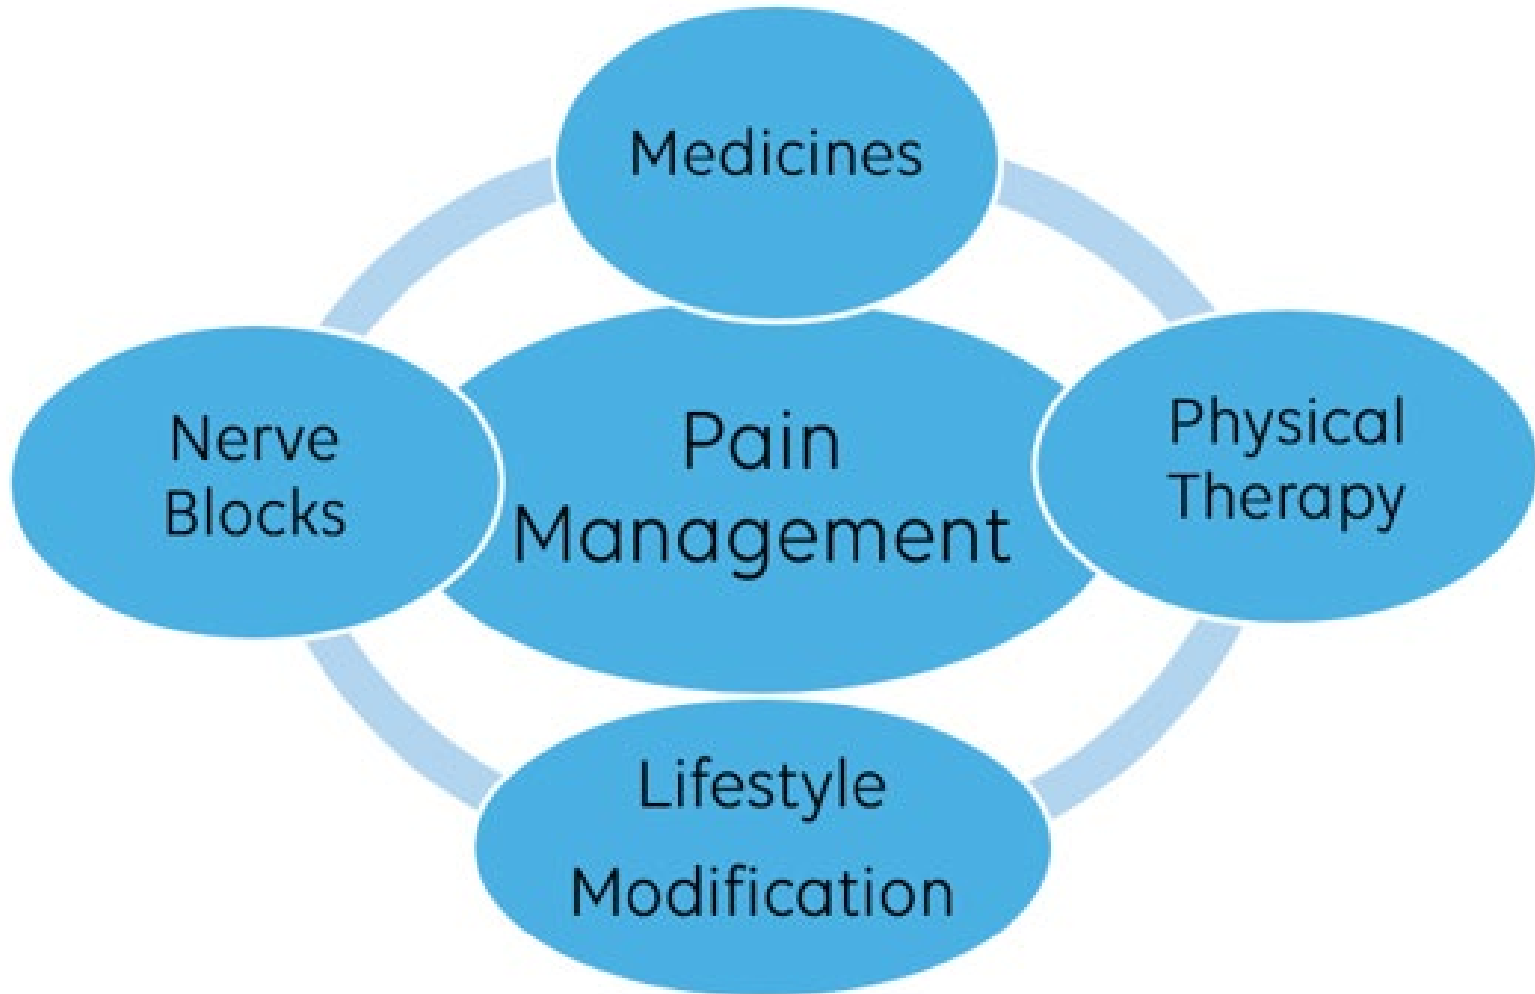 Medicines
Nerve
Blocks
Pain
Management
Physical
Therapy
Lifestyle
Modification